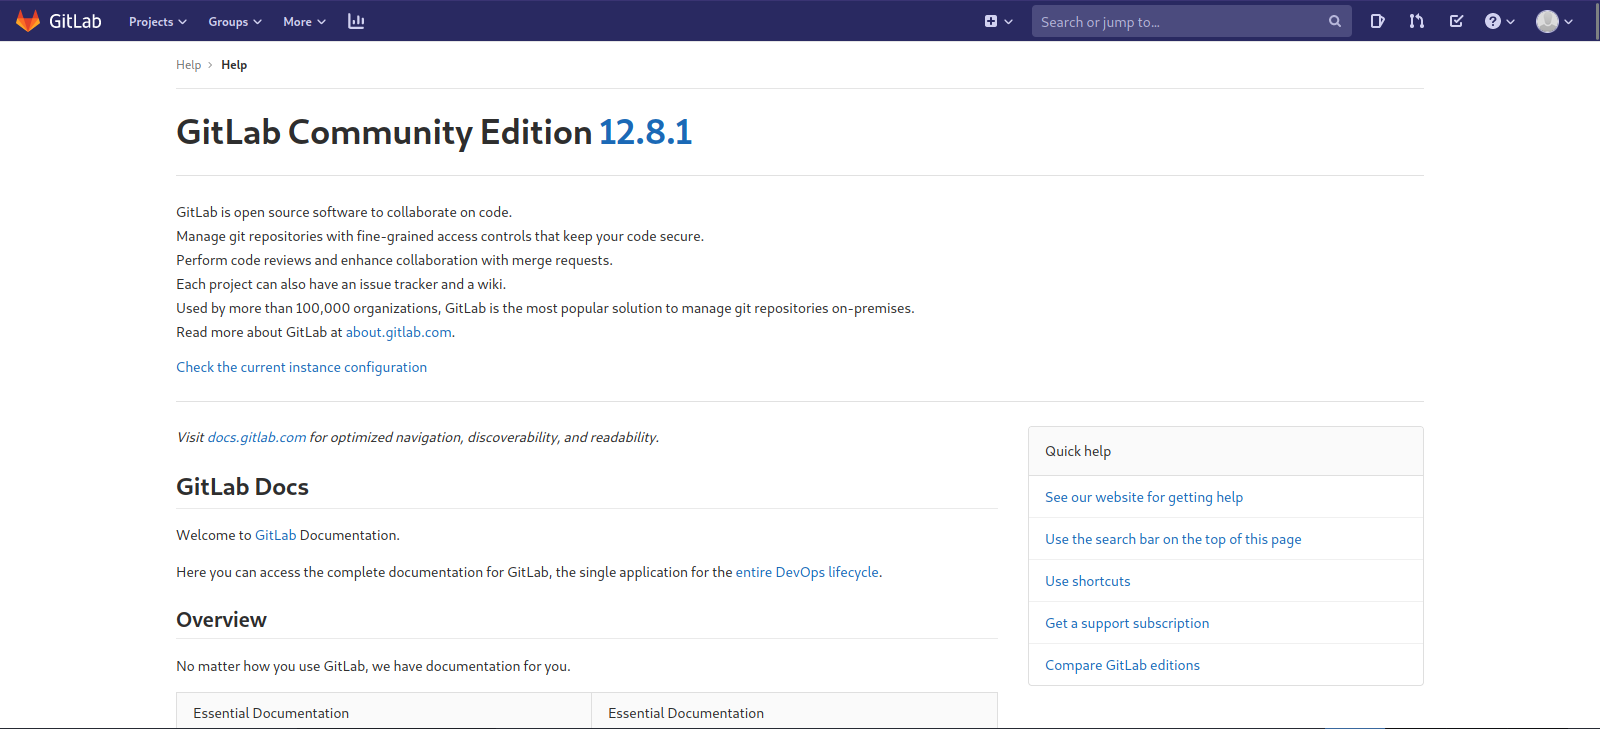 GitLab Projects Groups More Search or jump to...
Help > Help
GitLab Community Edition 12.8.1
GitLab is open source software to collaborate on code.
Manage git repositories with fine-grained access controls that keep your code secure.
Perform code reviews and enhance collaboration with merge requests.
Each project can also have an issue tracker and a wiki.
Used by more than 100,000 organizations, GitLab is the most popular solution to manage git repositories on-premises.
Read more about GitLab at about.gitlab.com.
Check the current instance configuration
Visit docs.gitlab.com for optimized navigation, discoverability, and readability.
GitLab Docs
Welcome to GitLab Documentation.
Here you can access the complete documentation for GitLab, the single application for the entire DevOps lifecycle.
Overview
No matter how you use GitLab, we have documentation for you.
Essential Documentation Essential Documentation
Quick help
See our website for getting help
Use the search bar on the top of this page
Use shortcuts
Get a support subscription
Compare GitLab editions